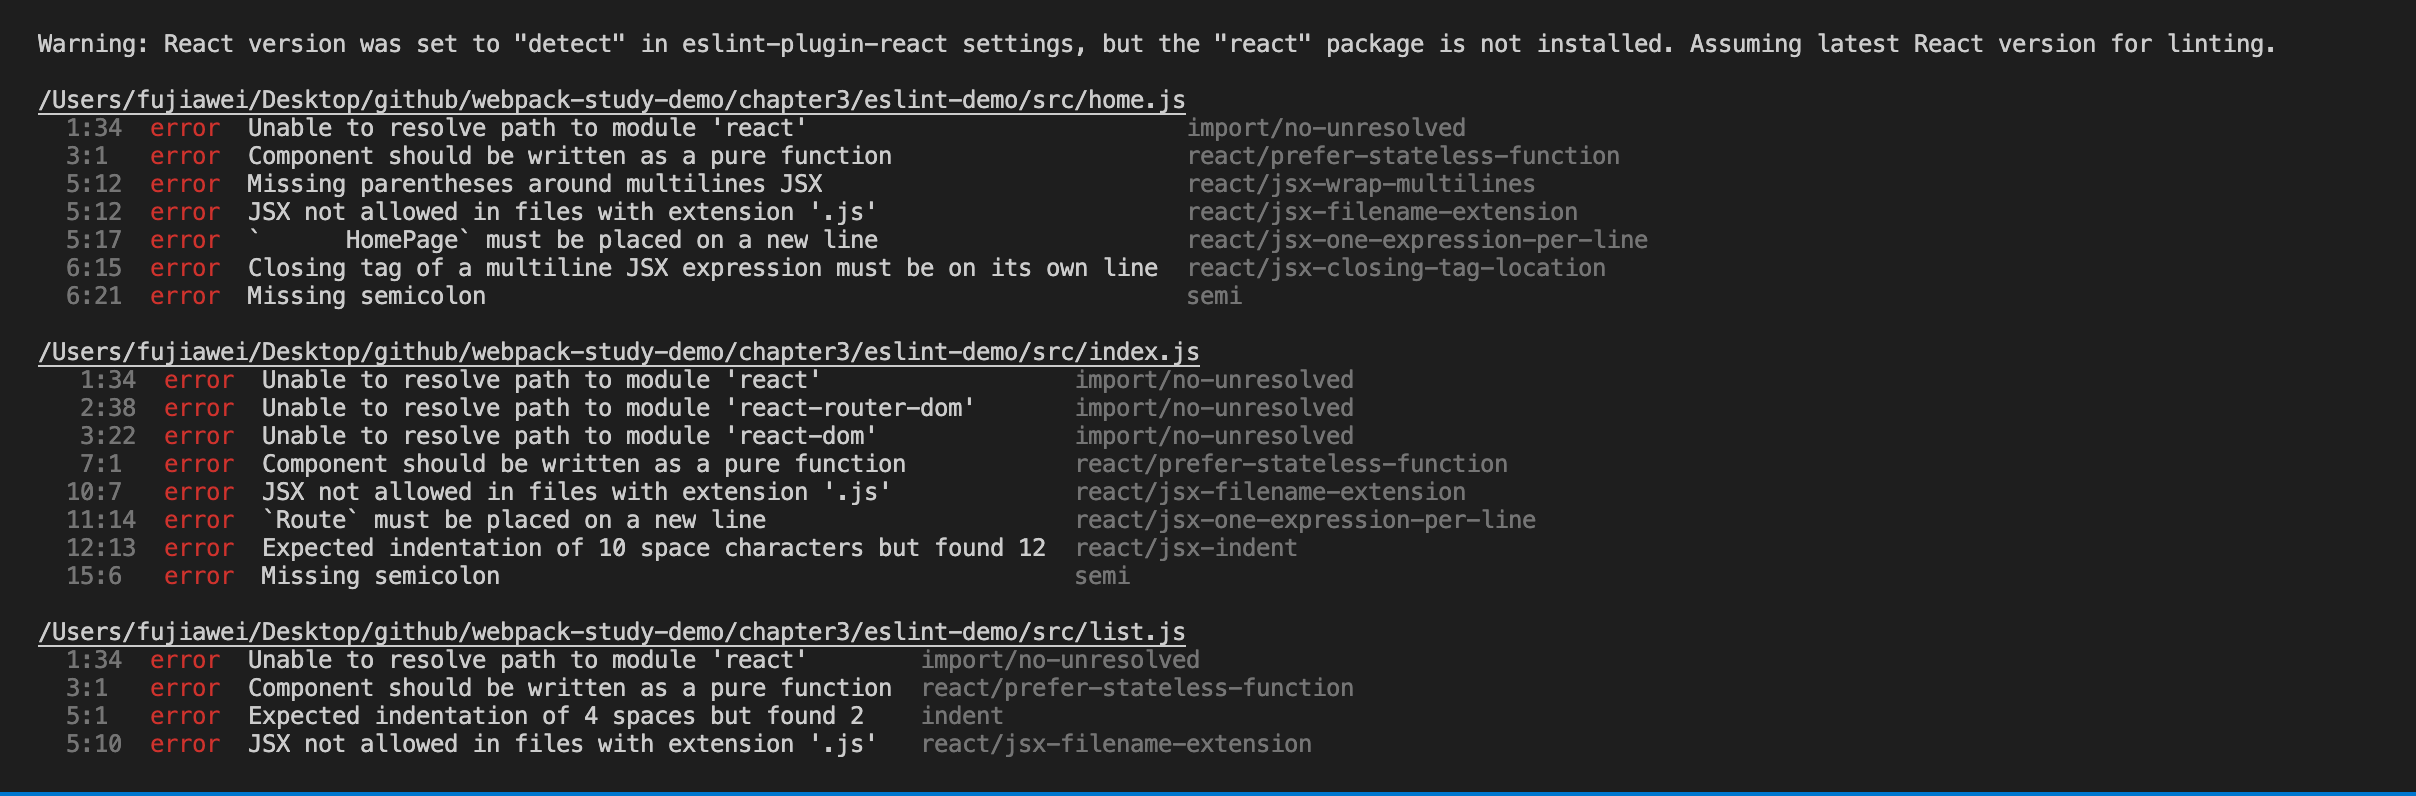 Warning: React version was set to "detect" in eslint-plugin-react settings, but the "react" package is not installed. Assuming latest React version for linting.
/Users/fujiawei/Desktop/github/webpack-study-demo/chapter3/eslint-demo/src/home.js
1:34 error Unable to resolve path to module 'react' import/no-unresolved
3:1 error Component should be written as a pure function react/prefer-stateless-function
5:12 error Missing parentheses around multilines JSX react/jsx-wrap-multilines
5:12 error JSX not allowed in files with extension '.js' react/jsx-filename-extension
5:17 error `      HomePage` must be placed on a new line react/jsx-one-expression-per-line
6:15 error Closing tag of a multiline JSX expression must be on its own line react/jsx-closing-tag-location
6:21 error Missing semicolon semi
/Users/fujiawei/Desktop/github/webpack-study-demo/chapter3/eslint-demo/src/index.js
1:34 error Unable to resolve path to module 'react' import/no-unresolved
2:38 error Unable to resolve path to module 'react-router-dom' import/no-unresolved
3:22 error Unable to resolve path to module 'react-dom' import/no-unresolved
7:1 error Component should be written as a pure function react/prefer-stateless-function
10:7 error JSX not allowed in files with extension '.js' react/jsx-filename-extension
11:14 error `Route` must be placed on a new line react/jsx-one-expression-per-line
12:13 error Expected indentation of 10 space characters but found 12 react/jsx-indent
15:6 error Missing semicolon semi
/Users/fujiawei/Desktop/github/webpack-study-demo/chapter3/eslint-demo/src/list.js
1:34 error Unable to resolve path to module 'react' import/no-unresolved
3:1 error Component should be written as a pure function react/prefer-stateless-function
5:1 error Expected indentation of 4 spaces but found 2 indent
5:10 error JSX not allowed in files with extension '.js' react/jsx-filename-extension